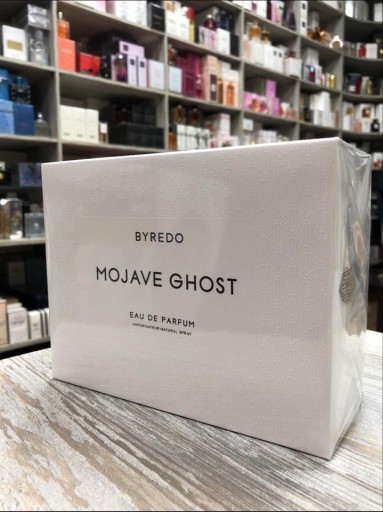 BYREDO
MOJAVE GHOST
EAU DE PARFUM
VAPORISATEUR NATURAL SPRAY